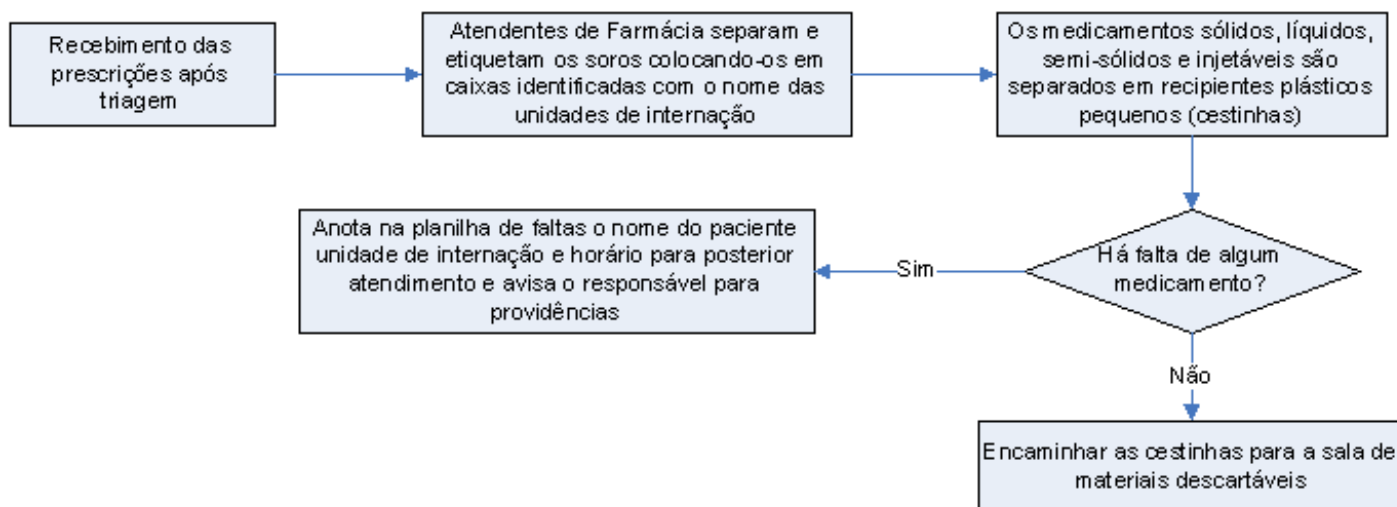 Recebimento das
prescrições após
triagem
Atendentes de Farmácia separam e
etiquetam os soros colocando-os em
caixas identificadas com o nome das
unidades de internação
Os medicamentos sólidos, líquidos,
semi-sólidos e injetáveis são
separados em recipientes plásticos
pequenos (cestinhas)
Há falta de algum
medicamento?
Sim
Anota na planilha de faltas o nome do paciente
unidade de internação e horário para posterior
atendimento e avisa o responsável para
providências
Não
Encaminhar as cestinhas para a sala de
materiais descartáveis